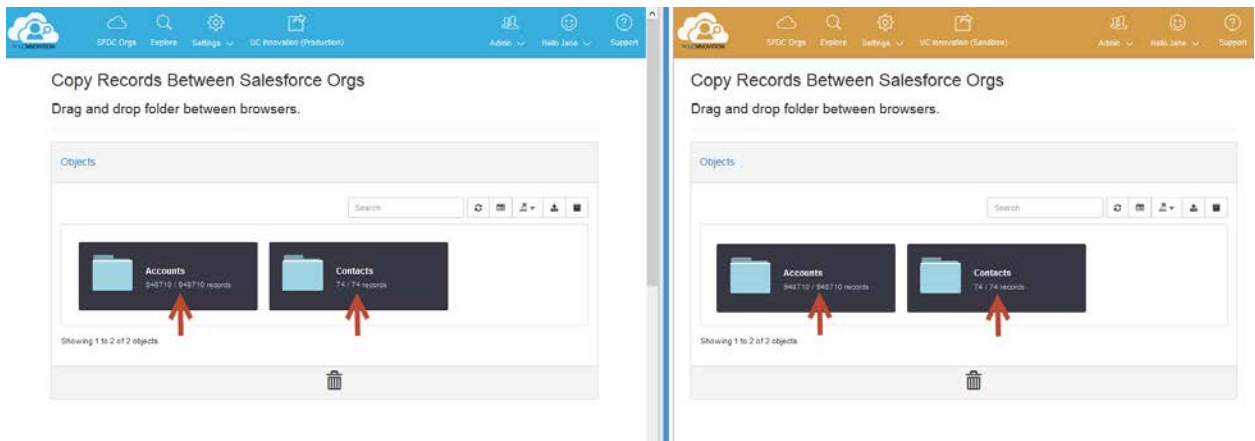 SFDC Orgs Explore Settings UC Innovation (Production) Admin Hello Jane Support
Copy Records Between Salesforce Orgs
Drag and drop folder between browsers.
Objects
Search
Accounts
948710 / 948710 records
Contacts
74 / 74 records
Showing 1 to 2 of 2 objects
SFDC Orgs Explore Settings UC Innovation (Sandbox) Admin Hello Jane Support
Copy Records Between Salesforce Orgs
Drag and drop folder between browsers.
Objects
Search
Accounts
948710 / 948710 records
Contacts
74 / 74 records
Showing 1 to 2 of 2 objects